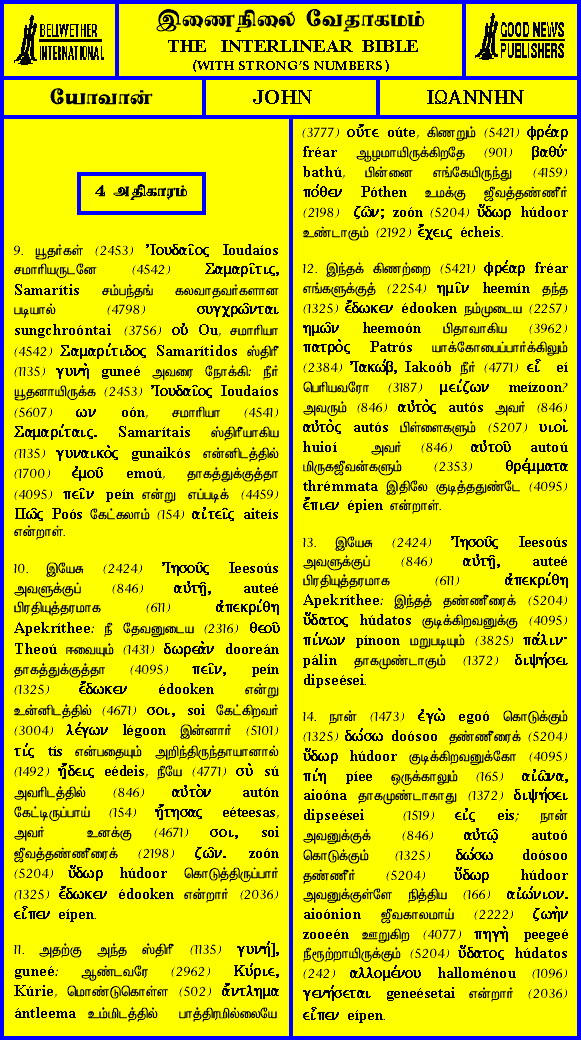 BELLWETHER
INTERNATIONAL
இணைநிலை வேதாகமம்
THE INTERLINEAR BIBLE
(WITH STRONG'S NUMBERS)
GOOD NEWS
PUBLISHERS
யோவான்
JOHN
ΙΩΑΝΝΗΝ
4 அதிகாரம்
9. யூதர்கள் (2453) Ἰουδαῖος Ioudaíos
சமாரியருடனே (4542) Σαμαρῖτις,
Samarítis சம்பந்தங் கலவாதவர்களான
படியால் (4798) συγχρῶνται
sungchroóntai (3756) οὐ Ou, சமாரியா
(4542) Σαμαρίτιδος Samarítidos ஸ்திரீ
(1135) γυνὴ guneé அவரை நோக்கி: நீர்
யூதனாயிருக்க (2453) Ἰουδαῖος Ioudaíos
(5607) ων oón, சமாரியா (4541)
Σαμαρίταις. Samarítais ஸ்திரீயாகிய
(1135) γυναικὸς gunaikós என்னிடத்தில்
(1700) ἐμοῦ emoú, தாகத்துக்குத்தா
(4095) πεῖν peín என்று எப்படிக் (4459)
Πῶς Poós கேட்கலாம் (154) αἰτεῖς aiteís
என்றாள்.
10. இயேசு (2424) Ἰησοῦς Ieesoús
அவளுக்குப் (846) αὐτῇ, auteé
பிரதியுத்தரமாக (611) ἀπεκρίθη
Apekríthee: நீ தேவனுடைய (2316) θεοῦ
Theoú ஈவையும் (1431) δωρεὰν dooreán
தாகத்துக்குத்தா (4095) πεῖν, peín
(1325) ἔδωκεν édooken என்று
உன்னிடத்தில் (4671) σοι, soi கேட்கிறவர்
(3004) λέγων légoon இன்னார் (5101)
τίς tís என்பதையும் அறிந்திருந்தாயானால்
(1492) ᾔδεις eédeis, நீயே (4771) σὺ sú
அவரிடத்தில் (846) αὐτὸν autón
கேட்டிருப்பாய் (154) ᾔτησας eéteesas,
அவர் உனக்கு (4671) σοι, soi
ஜீவத்தண்ணீரைக் (2198) ζῶν. zoón
(5204) ὕδωρ húdoor கொடுத்திருப்பார்
(1325) ἔδωκεν édooken என்றார் (2036)
εἶπεν eípen.
11. அதற்கு அந்த ஸ்திரீ (1135) γυνή],
guneé: ஆண்டவரே (2962) Κύριε,
Kúrie, மொண்டுகொள்ள (502) ἄντλημα
ántleema உம்மிடத்தில் பாத்திரமில்லையே
(3777) οὔτε oúte, கிணறும் (5421) φρέαρ
fréar ஆழமாயிருக்கிறதே (901) βαθύ·
bathú, பின்னை எங்கேயிருந்து (4159)
πόθεν Póthen உமக்கு ஜீவத்தண்ணீர்
(2198) ζῶν; zoón (5204) ὕδωρ húdoor
உண்டாகும் (2192) ἔχεις écheis.
12. இந்தக் கிணற்றை (5421) φρέαρ fréar
எங்களுக்குத் (2254) ἡμῖν heemín தந்த
(1325) ἔδωκεν édooken நம்முடைய (2257)
ἡμῶν heemoón பிதாவாகிய (3962)
πατρὸς Patrós யாக்கோபைப்பார்க்கிலும்
(2384) Ἰακώβ, Iakoób நீர் (4771) εἶ eí
பெரியவரோ (3187) μείζων meízoon?
அவரும் (846) αὐτὸς autós அவர் (846)
αὐτὸς autós பிள்ளைகளும் (5207) υιοὶ
huioí அவர் (846) αὐτοῦ autoú
மிருகஜீவன்களும் (2353) θρέμματα
thrémmata இதிலே குடித்ததுண்டே (4095)
ἔπιεν épien என்றாள்.
13. இயேசு (2424) Ἰησοῦς Ieesoús
அவளுக்குப் (846) αὐτῇ, auteé
பிரதியுத்தரமாக (611) ἀπεκρίθη
Apekríthee: இந்தத் தண்ணீரைக் (5204)
ὕδατος húdatos குடிக்கிறவனுக்கு (4095)
πίνων pínoon மறுபடியும் (3825) πάλιν·
pálin தாகமுண்டாகும் (1372) διψήσει
dipseései.
14. நான் (1473) ἐγὼ egoó கொடுக்கும்
(1325) δώσω doósoo தண்ணீரைக் (5204)
ὕδωρ húdoor குடிக்கிறவனுக்கோ (4095)
πίῃ píee ஒருக்காலும் (165) αἰῶνα,
aioóna தாகமுண்டாகாது (1372) διψήσει
dipseései (1519) εἰς eis; நான்
அவனுக்குக் (846) αὐτῷ autoó
கொடுக்கும் (1325) δώσω doósoo
தண்ணீர் (5204) ὕδωρ húdoor
அவனுக்குள்ளே நித்திய (166) αἰώνιον.
aioónion ஜீவகாலமாய் (2222) ζωὴν
zooeén ஊறுகிற (4077) πηγὴ peegeé
நீரூற்றாயிருக்கும் (5204) ὕδατος húdatos
(242) αλλομένου halloménou (1096)
γενήσεται geneésetai என்றார் (2036)
εἶπεν eípen.